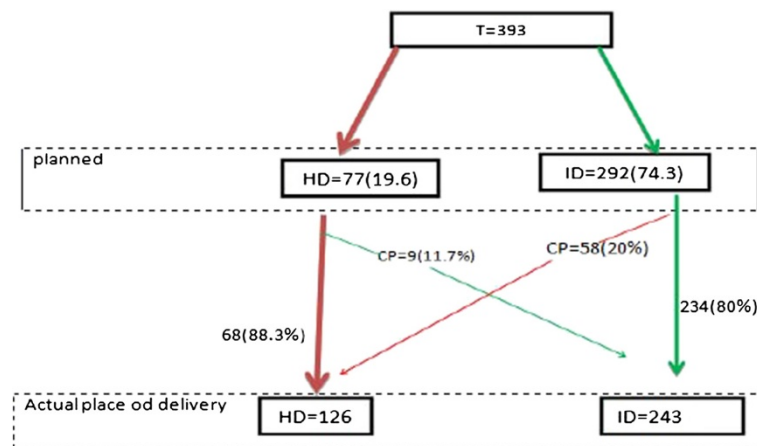 T=393
planned
HD=77(19.6)
ID=292(74.3)
CP=9(11.7%)
CP=58(20%)
68(88.3%)
234(80%)
Actual place od delivery
HD=126
ID=243